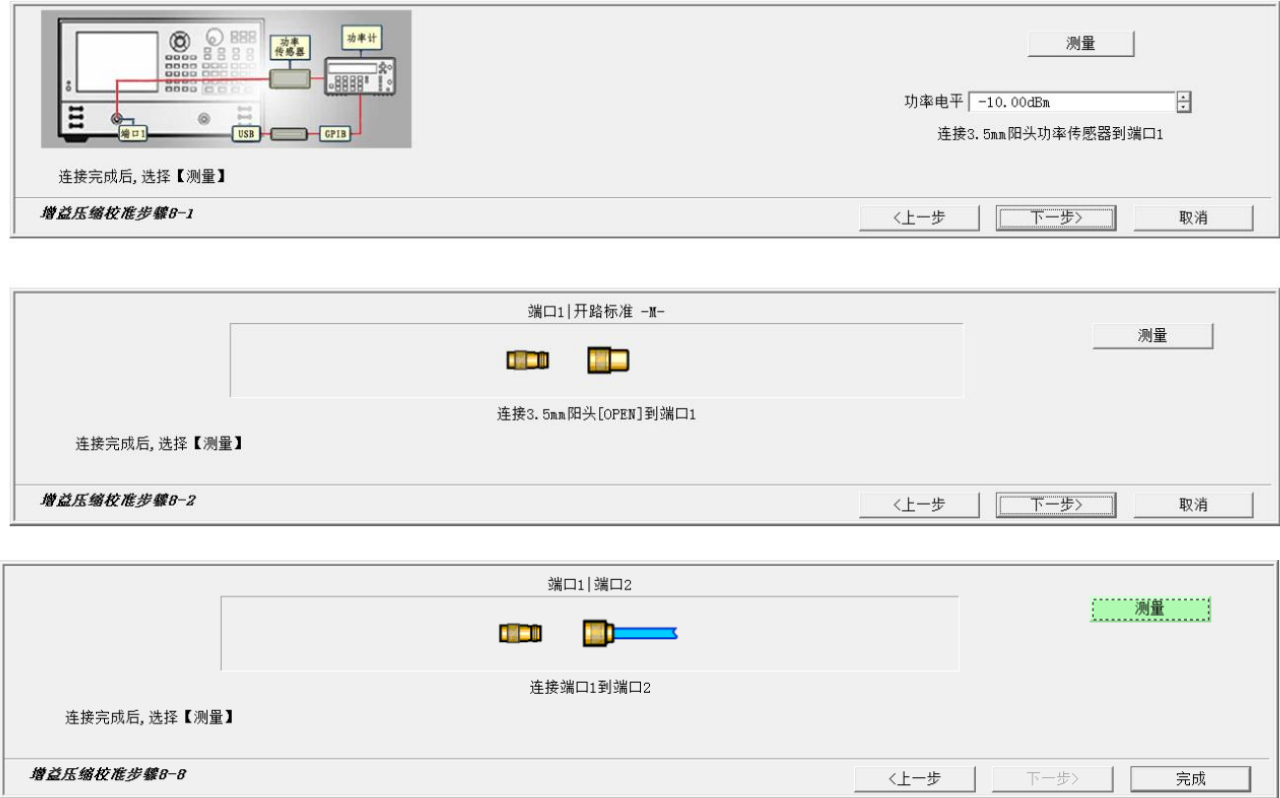 功率
传感器
功率计
端口1
USB
GPIB
测量
功率电平 -10.00dBm
连接3.5mm阳头功率传感器到端口1
连接完成后,选择【测量】
增益压缩校准步骤8-1
<上一步
下一步>
取消
端口1|开路标准 -M-
测量
连接3.5mm阳头[OPEN]到端口1
连接完成后,选择【测量】
增益压缩校准步骤8-2
<上一步
下一步>
取消
端口1|端口2
测量
连接端口1到端口2
连接完成后,选择【测量】
增益压缩校准步骤8-8
<上一步
下一步>
完成